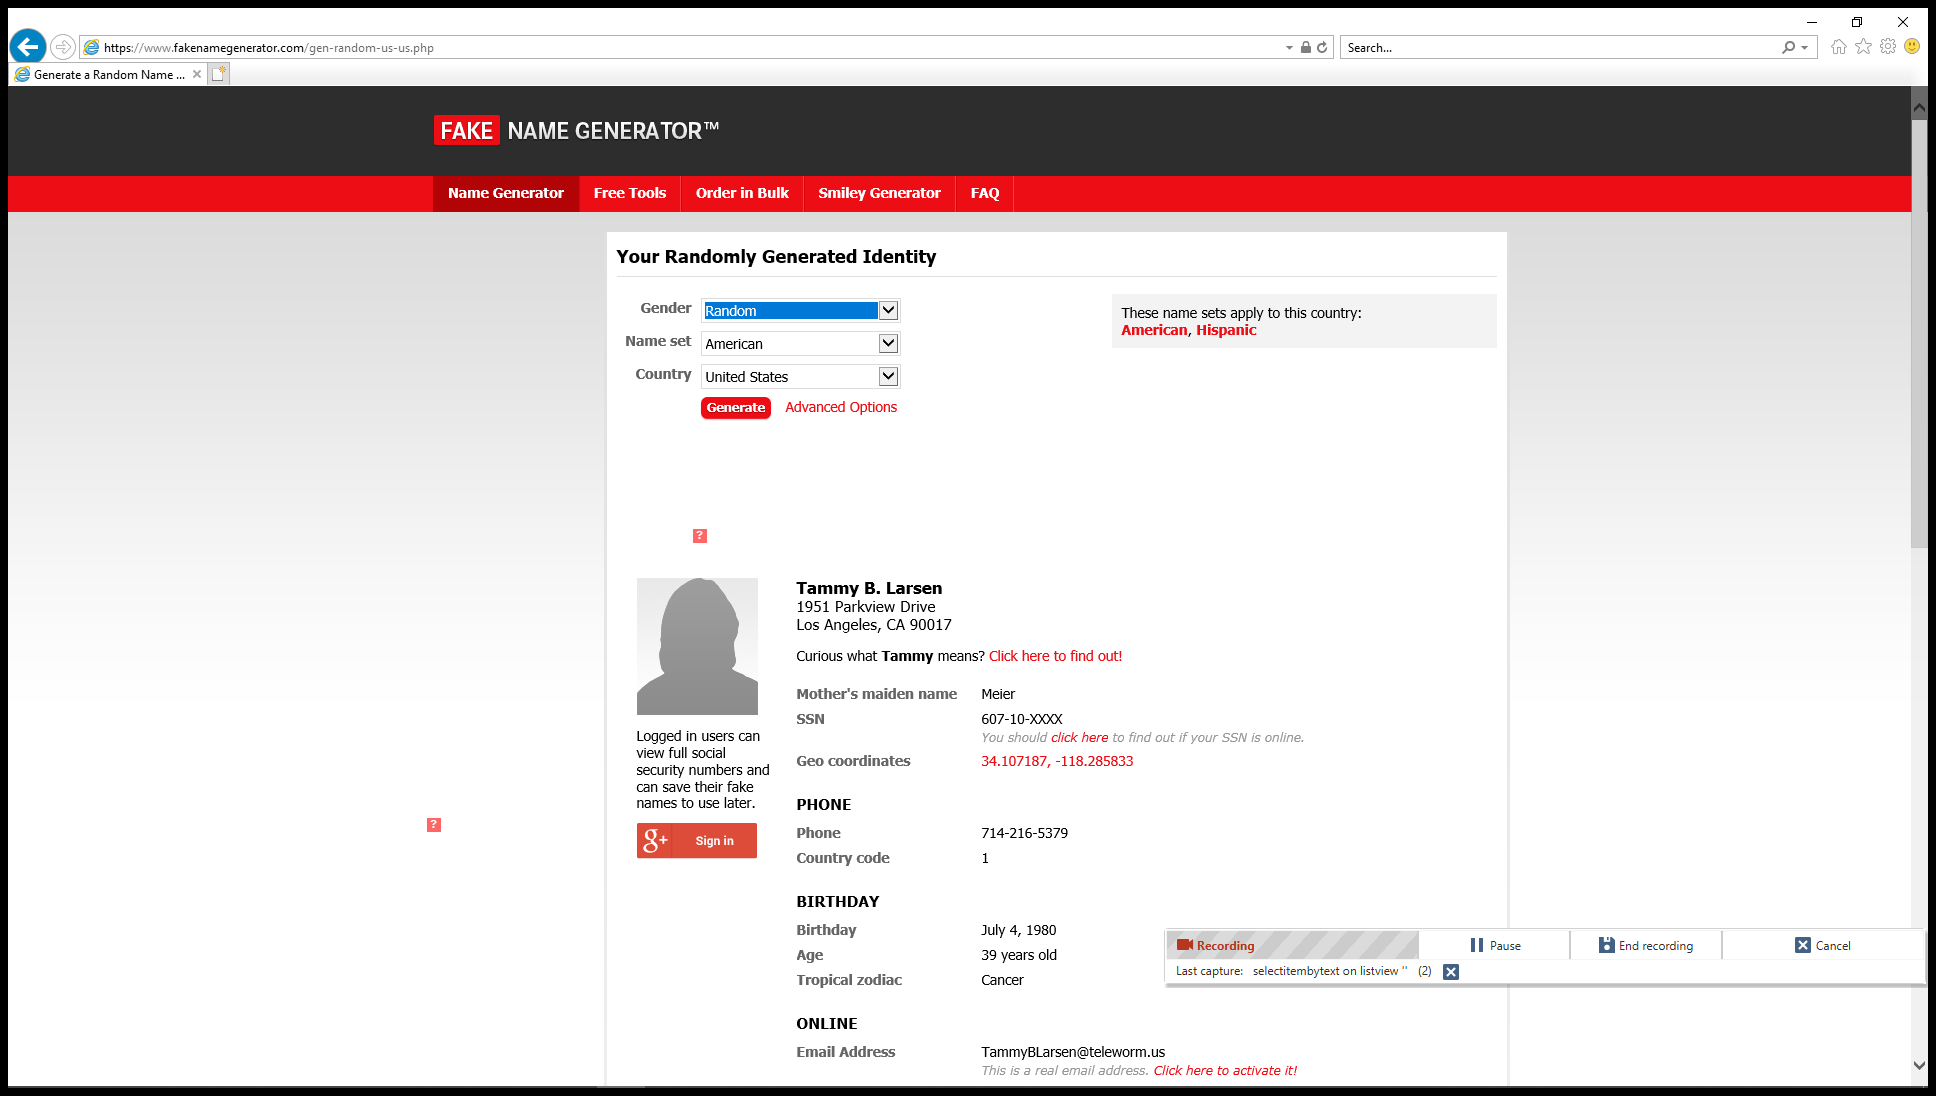 https://www.fakenamegenerator.com/gen-random-us-us.php
Search...
Generate a Random Name ...
FAKE NAME GENERATOR™
Name Generator
Free Tools
Order in Bulk
Smiley Generator
FAQ
Your Randomly Generated Identity
Gender
Random
Name set
American
Country
United States
Generate
Advanced Options
These name sets apply to this country:
American, Hispanic
?
Tammy B. Larsen
1951 Parkview Drive
Los Angeles, CA 90017
Curious what Tammy means? Click here to find out!
Mother's maiden name
Meier
SSN
607-10-XXXX
You should click here to find out if your SSN is online.
Geo coordinates
34.107187, -118.285833
Logged in users can
view full social
security numbers and
can save their fake
names to use later.
?
g+ Sign in
PHONE
Phone
714-216-5379
Country code
1
BIRTHDAY
Birthday
July 4, 1980
Age
39 years old
Tropical zodiac
Cancer
Recording
Pause
End recording
Cancel
Last capture: selectitembytext on listview '' (2)
ONLINE
Email Address
TammyBLarsen@teleworm.us
This is a real email address. Click here to activate it!